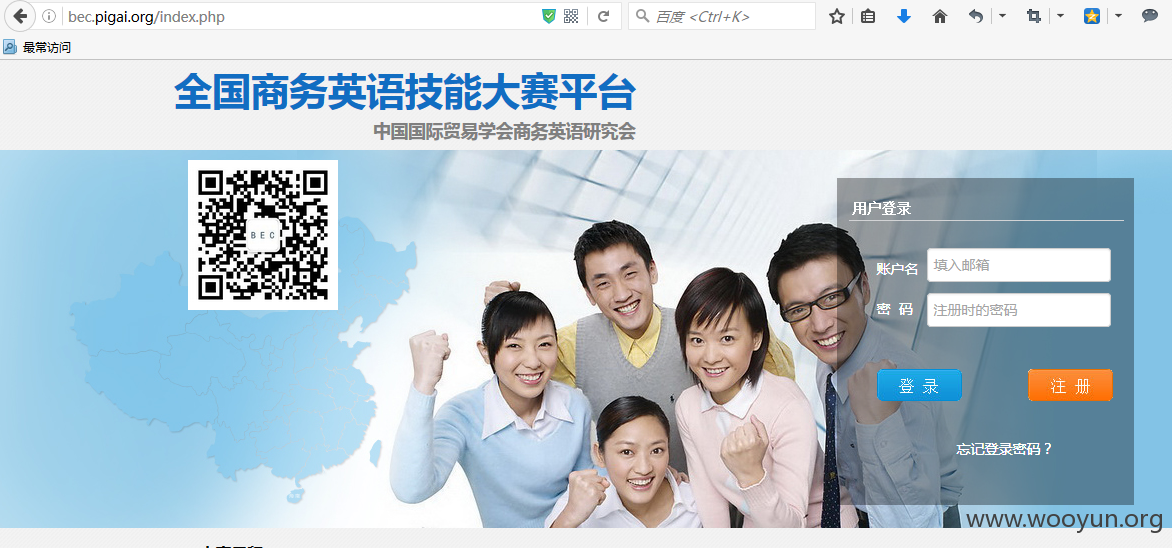 bec.pigai.org/index.php
百度 <Ctrl+K>
最常访问
全国商务英语技能大赛平台
中国国际贸易学会商务英语研究会
BEC
用户登录
账户名 填入邮箱
密 码 注册时的密码
登 录 注 册
忘记登录密码？
www.wooyun.org